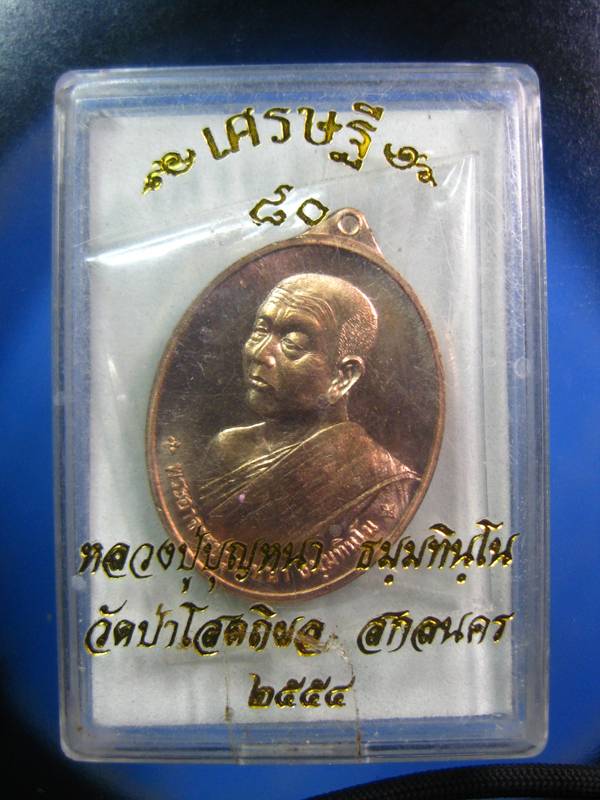 เศรษฐี
๘๐
หลวงปู่บุญหนา ธมฺมทินฺโน
วัดป่าโสตถิผล สกลนคร
๒๕๕๔